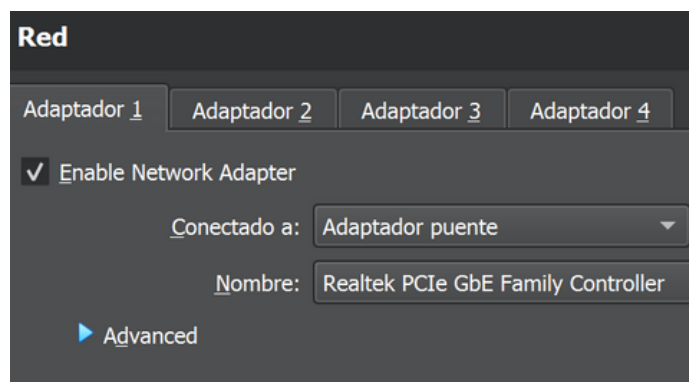 Red
Adaptador 1 Adaptador 2 Adaptador 3 Adaptador 4
Enable Network Adapter
Conectado a: Adaptador puente
Nombre: Realtek PCIe GbE Family Controller
Advanced